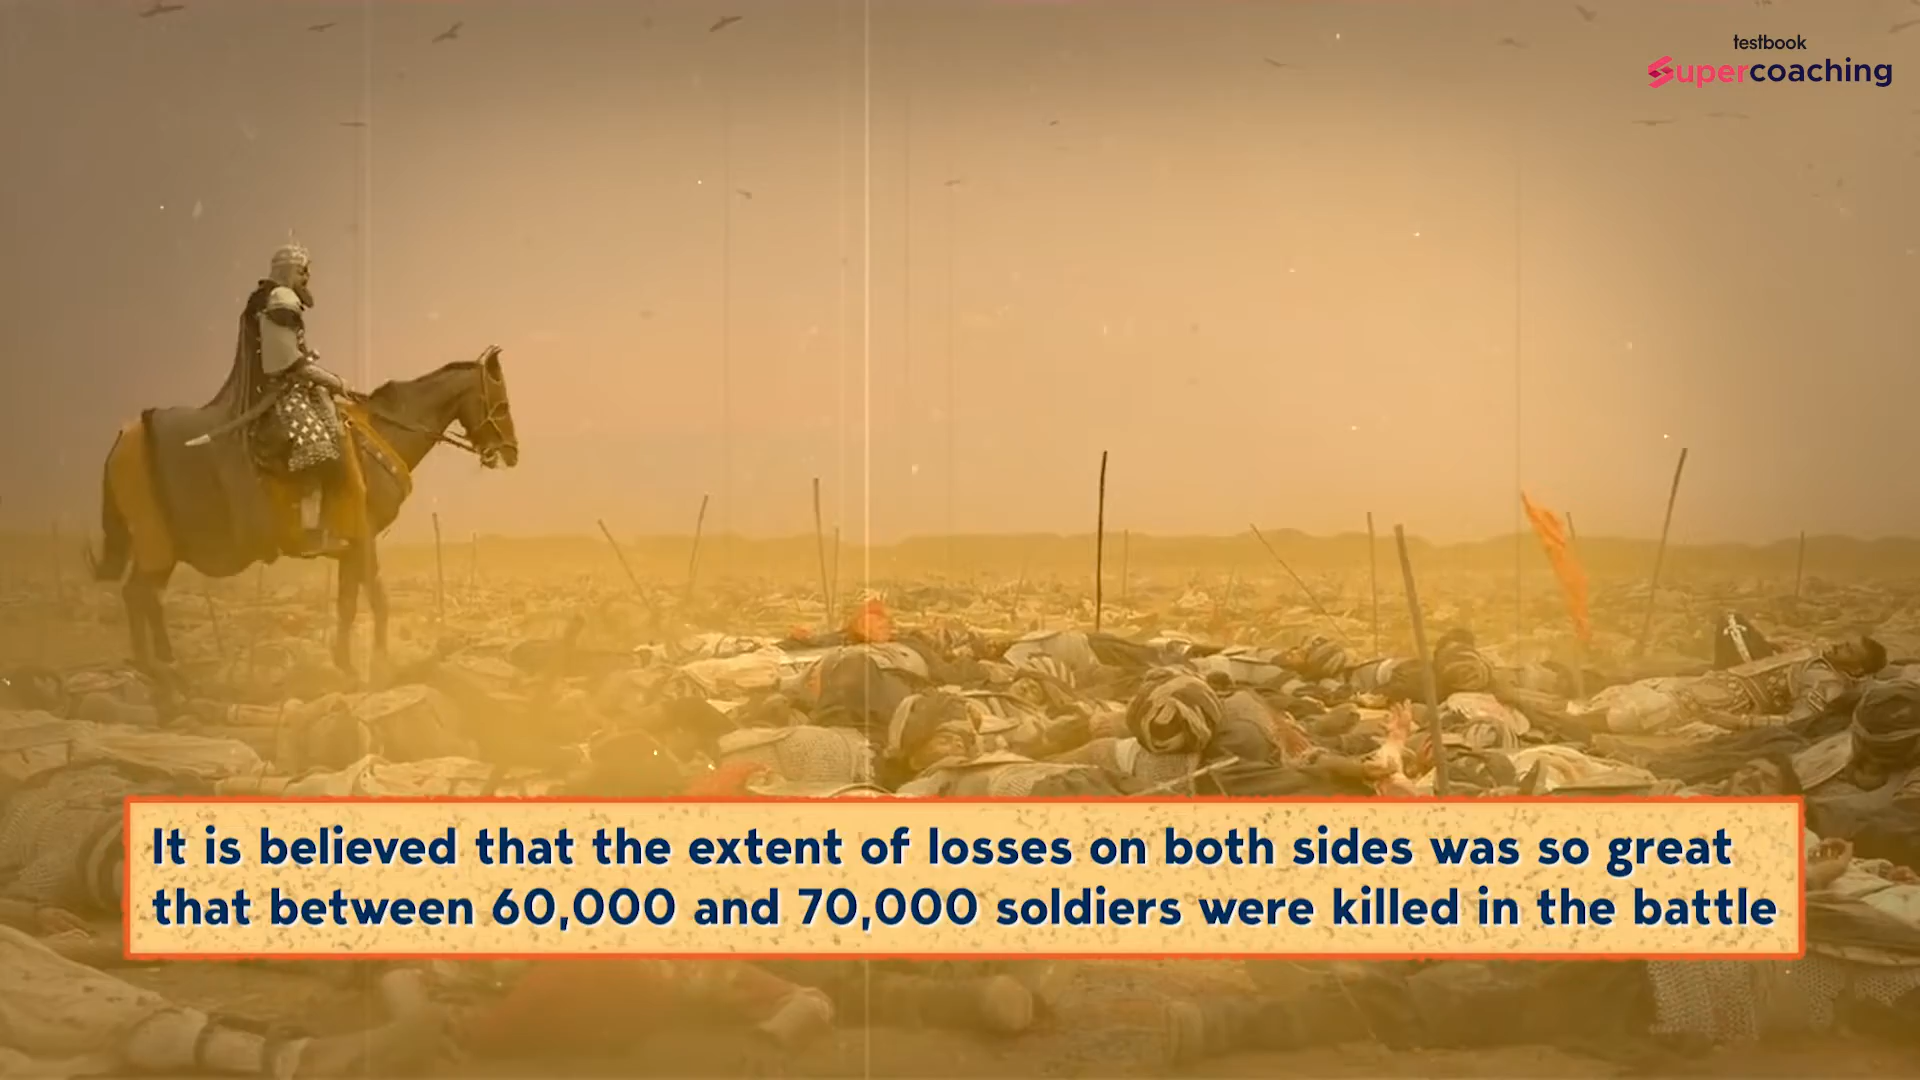 testbook
Supercoaching
It is believed that the extent of losses on both sides was so great
that between 60,000 and 70,000 soldiers were killed in the battle